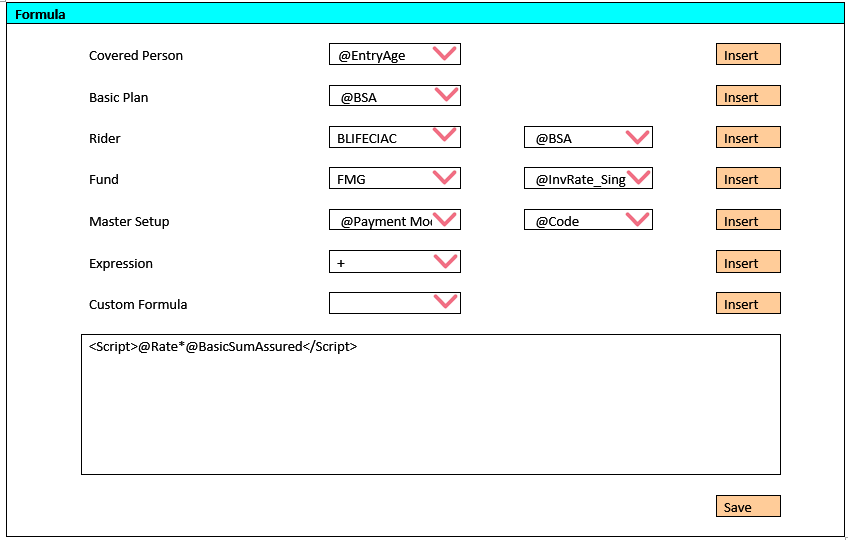 Formula
Covered Person @EntryAge Insert
Basic Plan @BSA Insert
Rider BLIFECIAC @BSA Insert
Fund FMG @InvRate_Sing Insert
Master Setup @Payment Mo Insert @Code
Expression + Insert
Custom Formula Insert
<Script>@Rate*@BasicSumAssured</Script>
Save